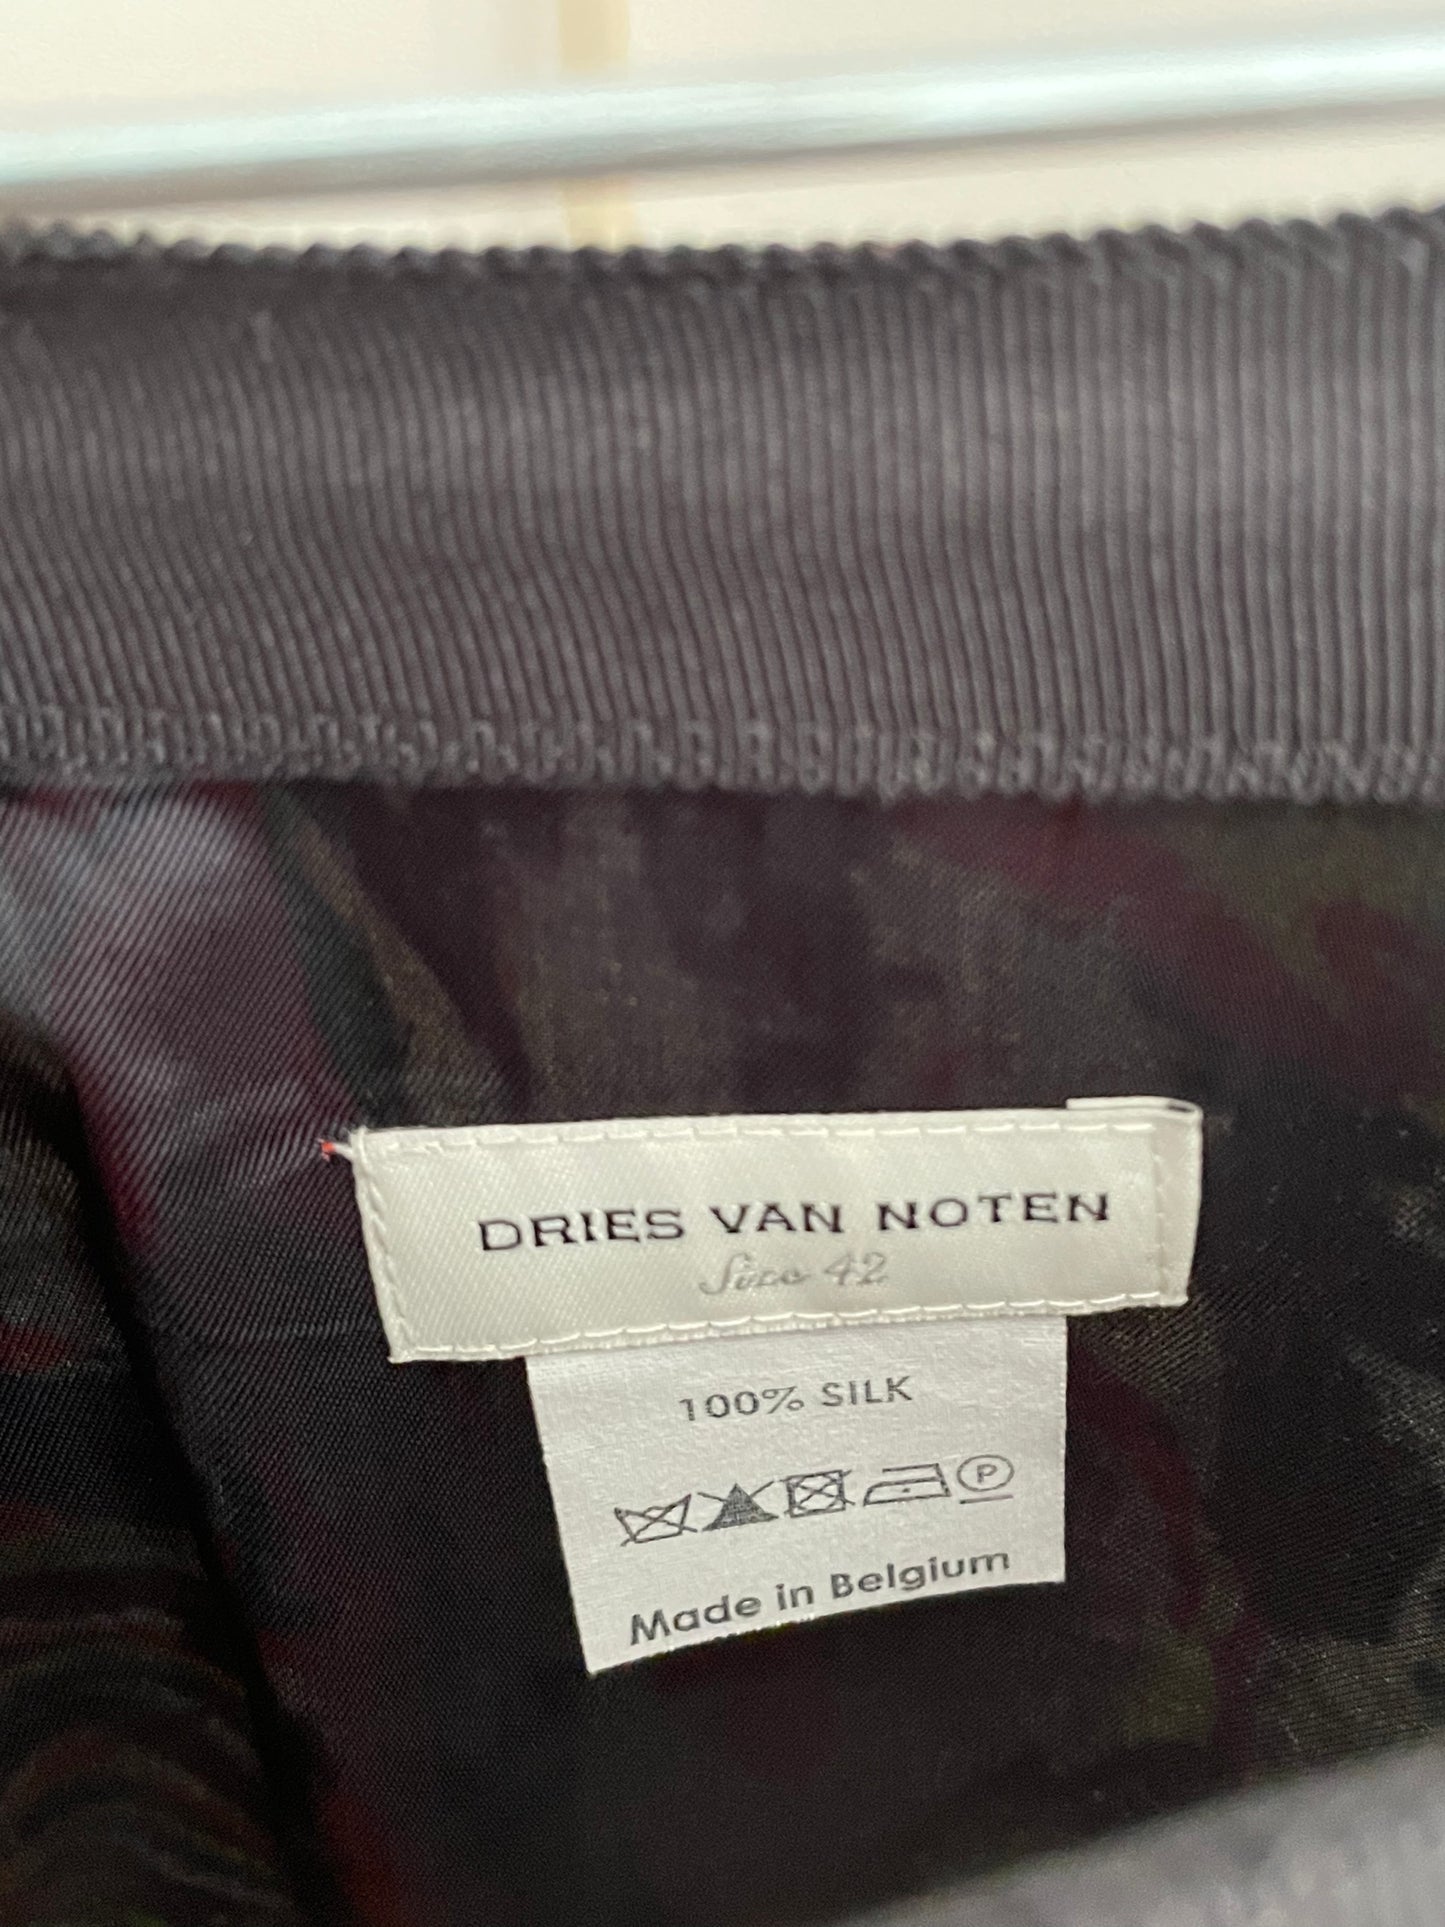 DRIES VAN NOTEN
Size 42
100% SILK
P
Made in Belgium